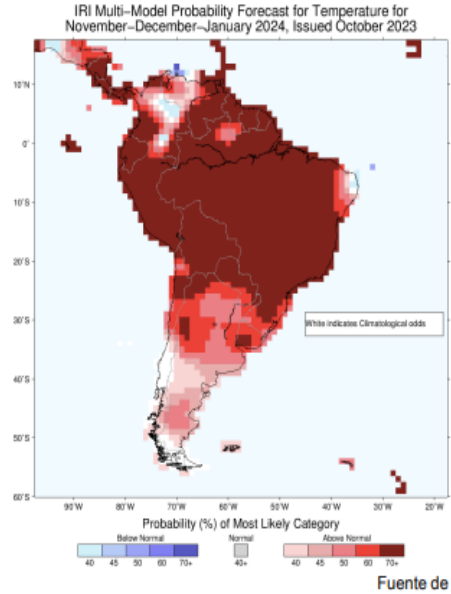 IRI Multi-Model Probability Forecast for Temperature for
November-December-January 2024, Issued October 2023
10°N
0°
10°S
20°S
30°S
White indicates Climatological odds
40°S
50°S
60°S
90°W 80°W 70°W 60°W 50°W 40°W 30°W 20°W
Probability (%) of Most Likely Category
Below Normal Normal Above Normal
40 45 50 60 70+ 40+ 40 45 50 60 70+
Fuente de